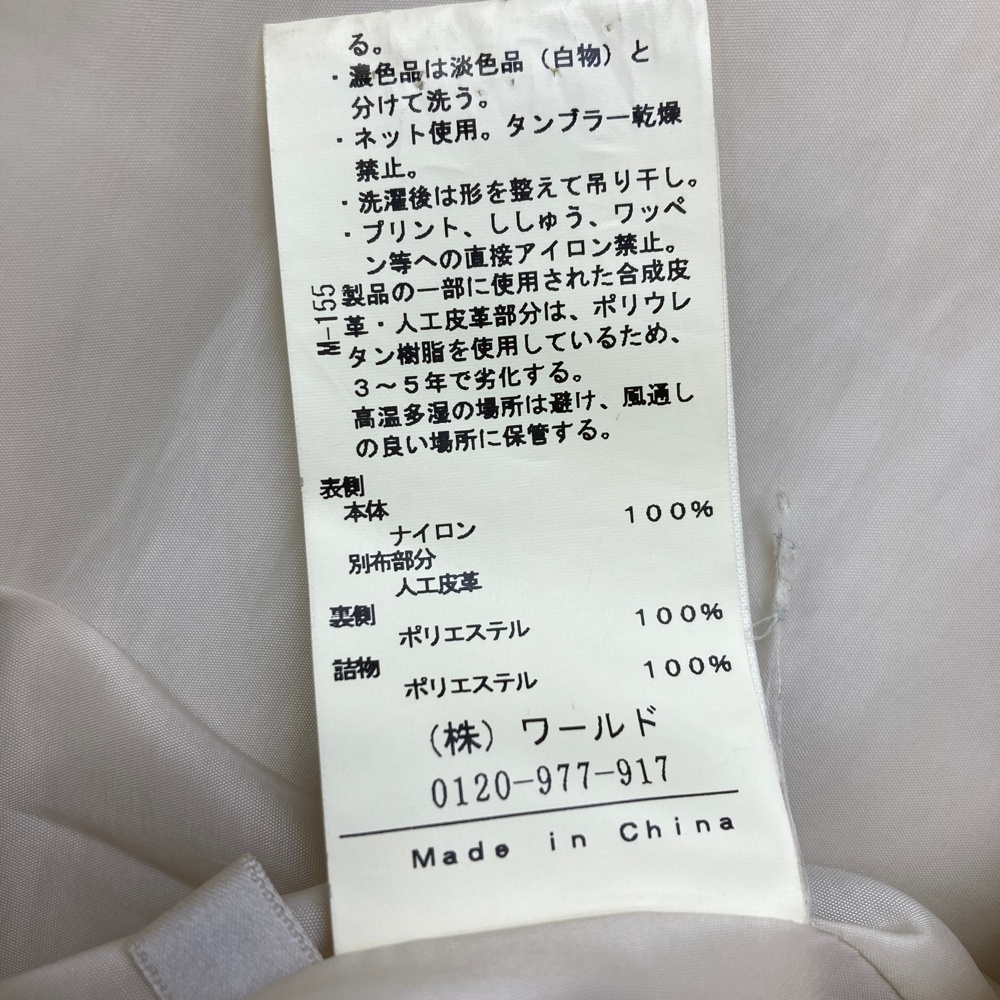 る。
・濃色品は淡色品（白物）と
分けて洗う。
・ネット使用。タンブラー乾燥
禁止。
・洗濯後は形を整えて吊り干し。
・プリント、ししゅう、ワッペ
ン等への直接アイロン禁止。
製品の一部に使用された合成皮
革・人工皮革部分は、ポリウレ
タン樹脂を使用しているため、
３～５年で劣化する。
高温多湿の場所は避け、風通し
の良い場所に保管する。
M-155
表側
本体
ナイロン 100%
別布部分
人工皮革
裏側
ポリエステル 100%
詰物
ポリエステル 100%
（株）ワールド
0120-977-917
Made in China